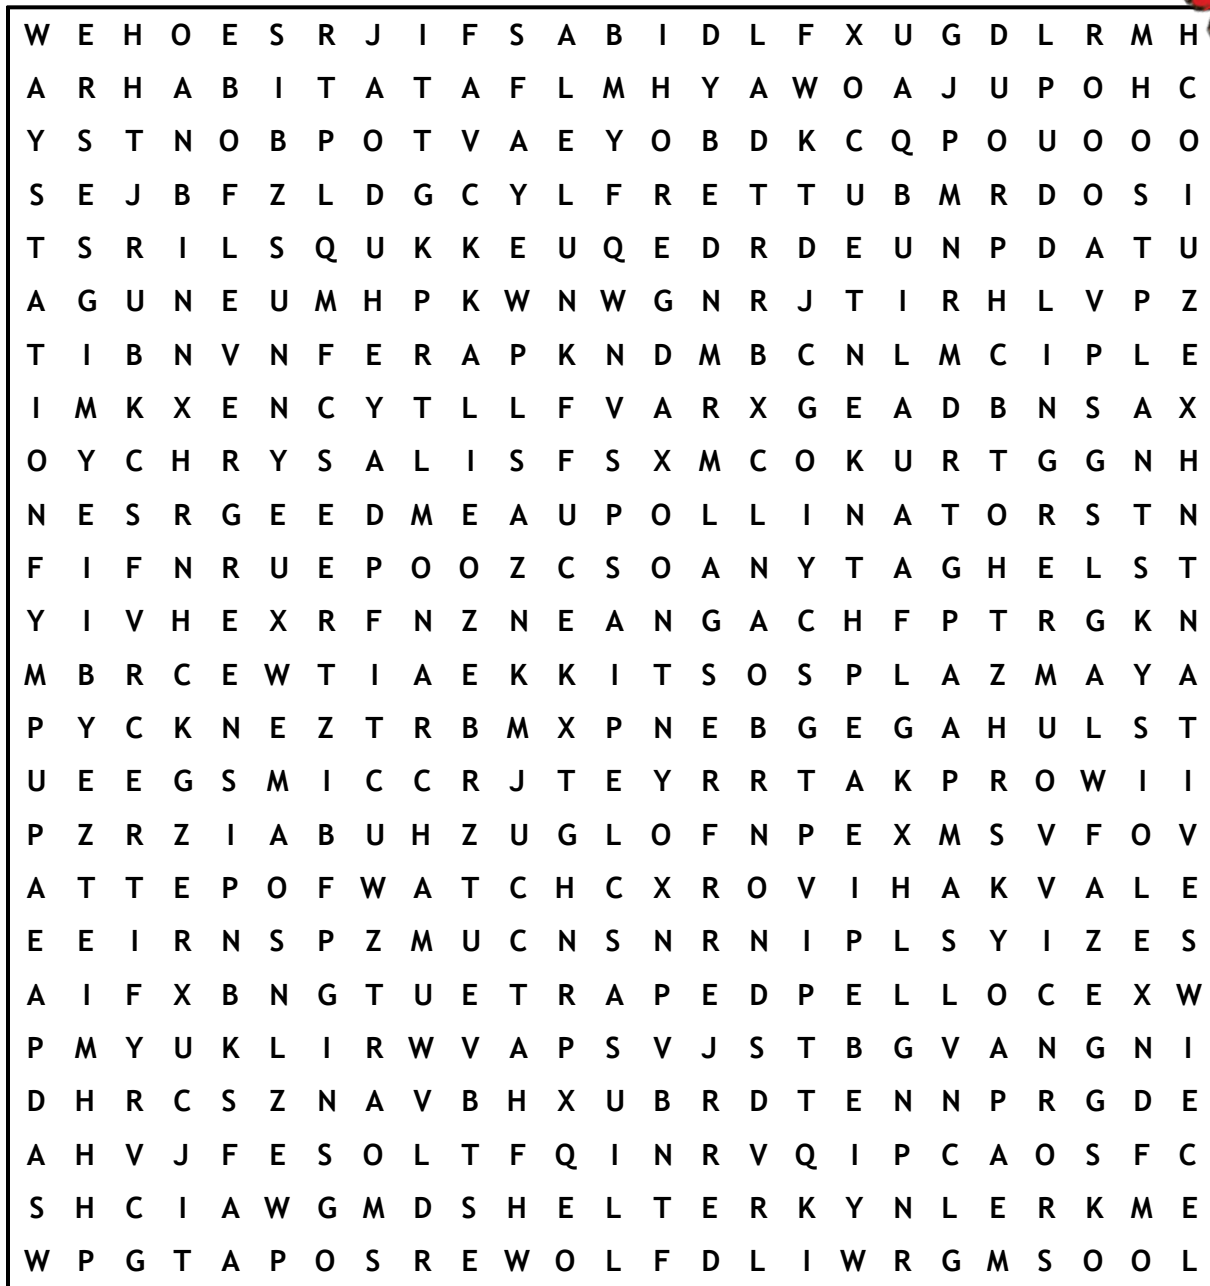 W E H O E S R J I F S A B I D L F X U G D L R M H
A R H A B I T A T A F L M H Y A W O A J U P O H C
Y S T N O B P O T V A E Y O B D K C Q P O U O O O
S E J B F Z L D G C Y L F R E T T U B M R D O S I
T S R I L S Q U K K E U Q E D R D E U N P D A T U
A G U N E U M H P K W N W G N R J T I R H L V P Z
T I B N V N F E R A P K N D M B C N L M C I P L E
I M K X E N C Y T L L F V A R X G E A D B N S A X
O Y C H R Y S A L I S F S X M C O K U R T G G N H
N E S R G E E D M E A U P O L L I N A T O R S T N
F I F N R U E P O O Z C S O A N Y T A G H E L S T
Y I V H E X R F N Z N E A N G A C H F P T R G K N
M B R C E W T I A E K K I T S O S P L A Z M A Y A
P Y C K N E Z T R B M X P N E B G E G A H U L S T
U E E G S M I C C R J T E Y R R T A K P R O W I I
P Z R Z I A B U H Z U G L O F N P E X M S V F O V
A T T E P O F W A T C H C X R O V I H A K V A L E
E E I R N S P Z M U C N S N R N I P L S Y I Z E S
A I F X B N G T U E T R A P E D P E L L O C E X W
P M Y U K L I R W V A P S V J S T B G V A N G N I
D H R C S Z N A V B H X U B R D T E N N P R G D E
A H V J F E S O L T F Q I N R V Q I P C A O S F C
S H C I A W G M D S H E L T E R K Y N L E R K M E
W P G T A P O S R E W O L F D L I W R G M S O O L